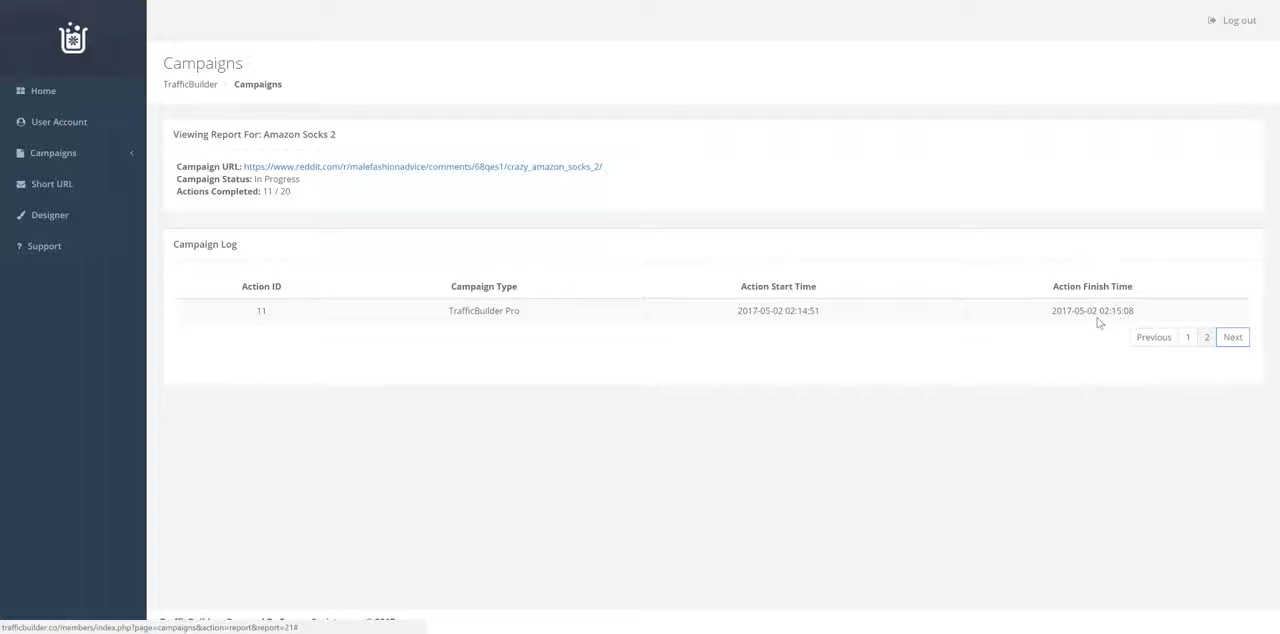 Log out
Campaigns
TrafficBuilder Campaigns
Home
User Account
Campaigns
Short URL
Designer
? Support
Viewing Report For: Amazon Socks 2
Campaign URL: https://www.reddit.com/r/malefashionadvice/comments/68qes1/crazy_amazon_socks_2/
Campaign Status: In Progress
Actions Completed: 11 / 20
Campaign Log
Action ID Campaign Type Action Start Time Action Finish Time
11 TrafficBuilder Pro 2017-05-02 02:14:51 2017-05-02 02:15:08
Previous 1 2 Next
trafficbuilder.co/members/index.php?page=campaigns&action=report&report=21#